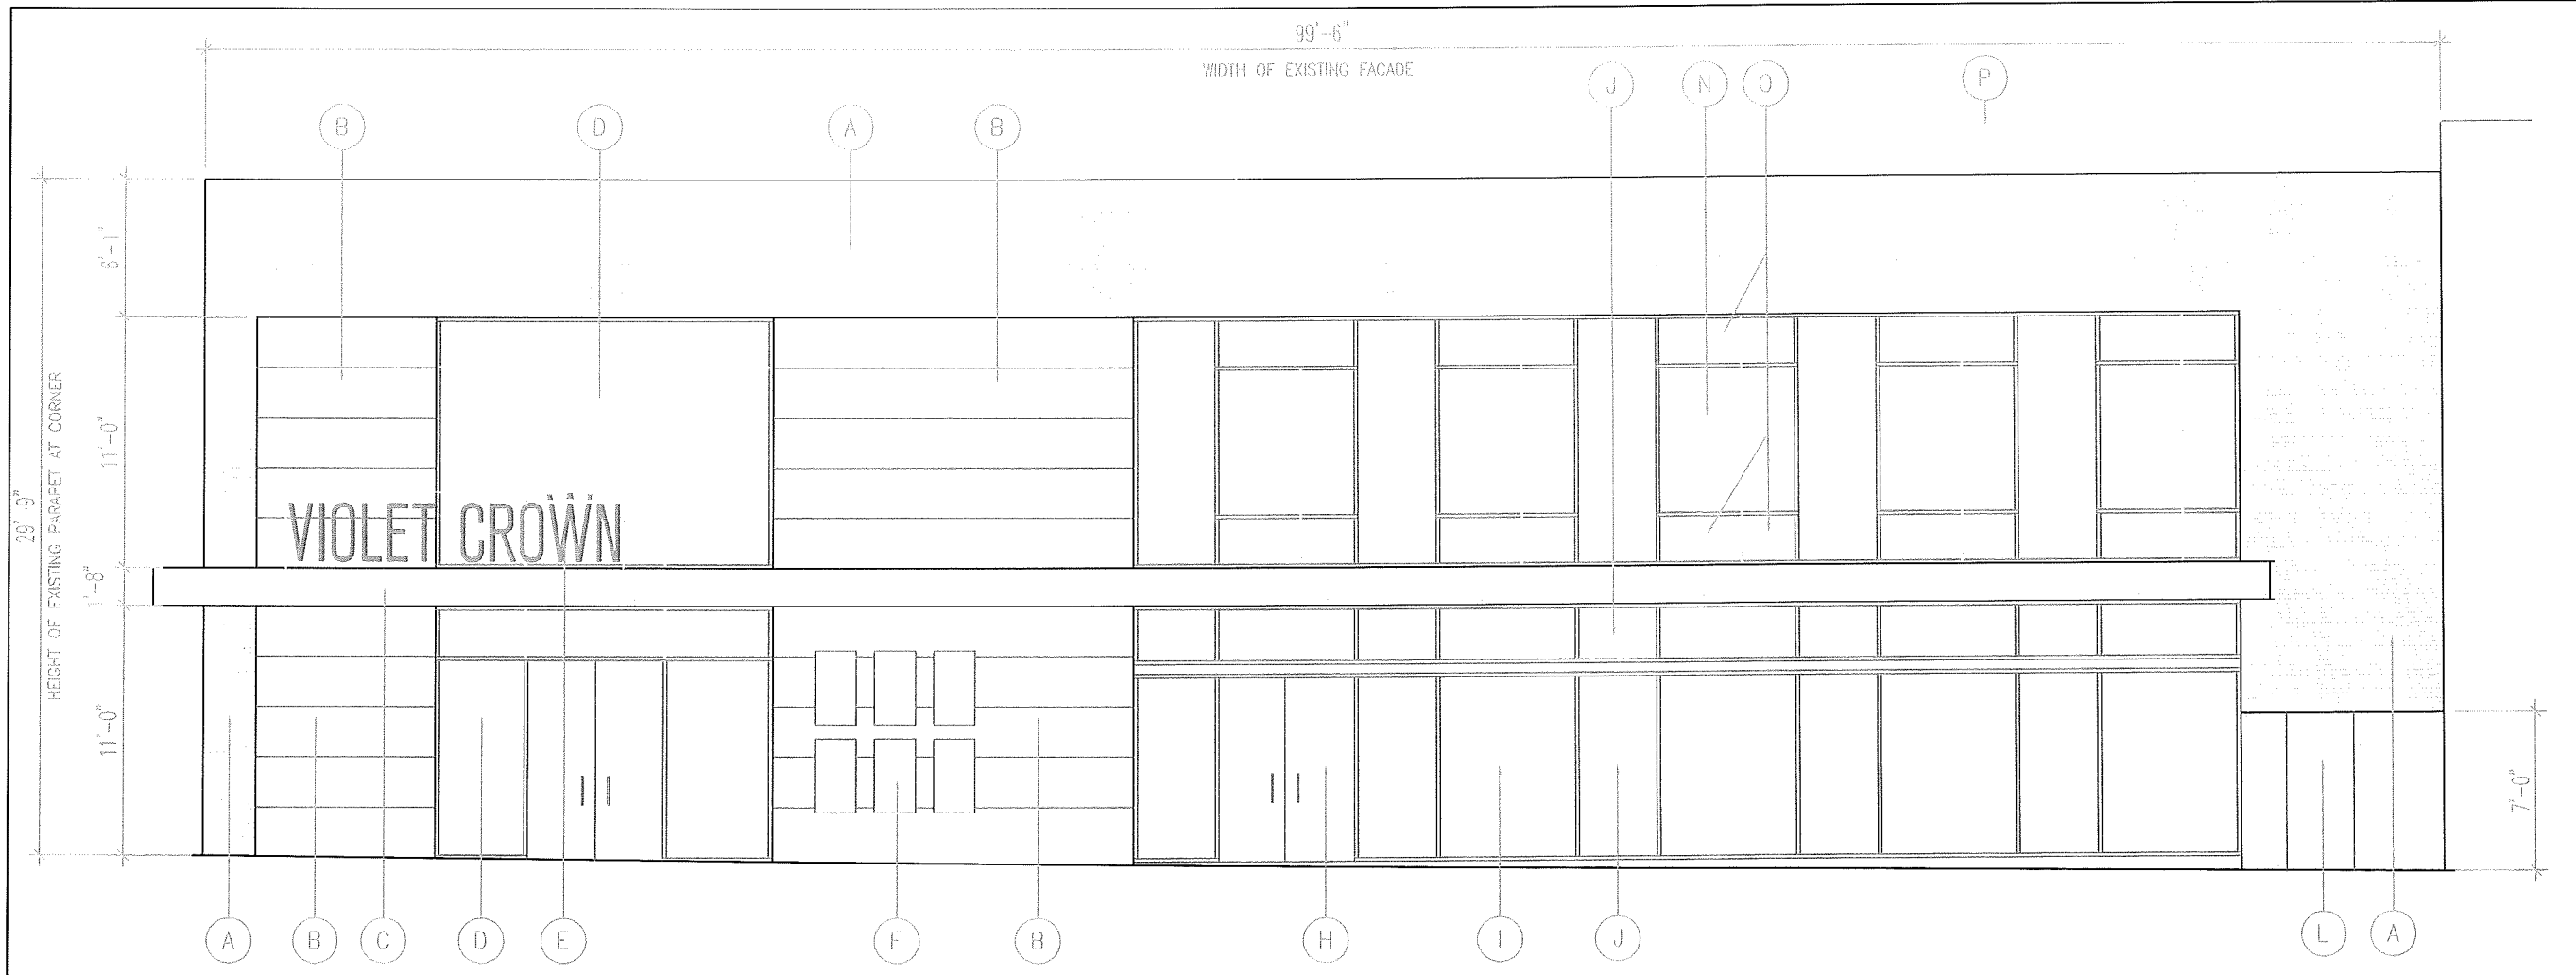 99'-6"
WIDTH OF EXISTING FACADE
B
D
A
B
J
N
O
P
29'-9"
HEIGHT OF EXISTING PARAPET AT CORNER
6'-1"
11'-0"
1'-8"
11'-0"
VIOLET CROWN
7'-0"
A
B
C
D
E
F
B
H
I
J
L
A